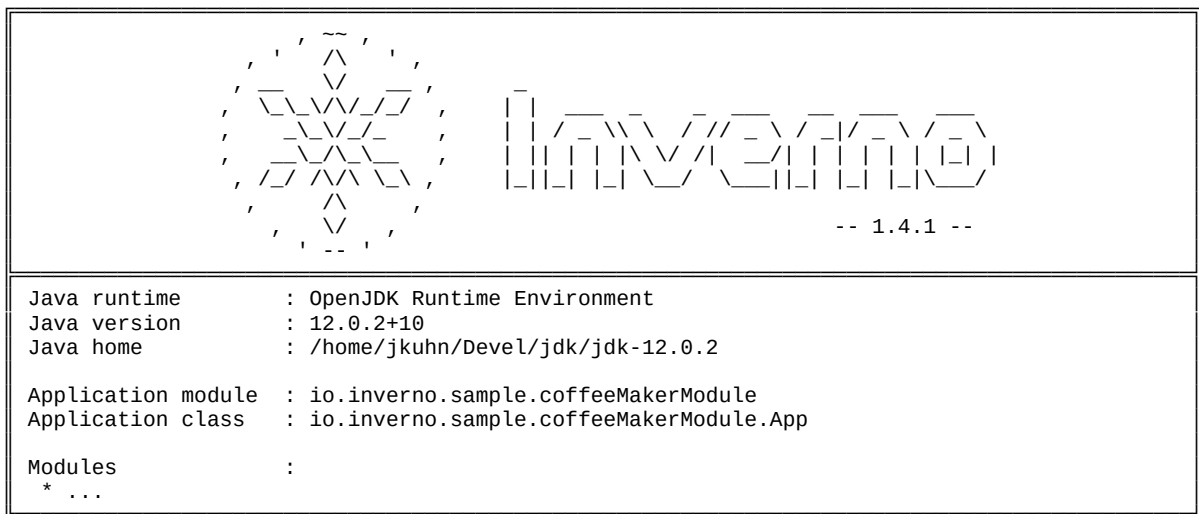 Inverno
-- 1.4.1 --
Java runtime : OpenJDK Runtime Environment
Java version : 12.0.2+10
Java home : /home/jkuhn/Devel/jdk/jdk-12.0.2
Application module : io.inverno.sample.coffeeMakerModule
Application class : io.inverno.sample.coffeeMakerModule.App
Modules :
* ...